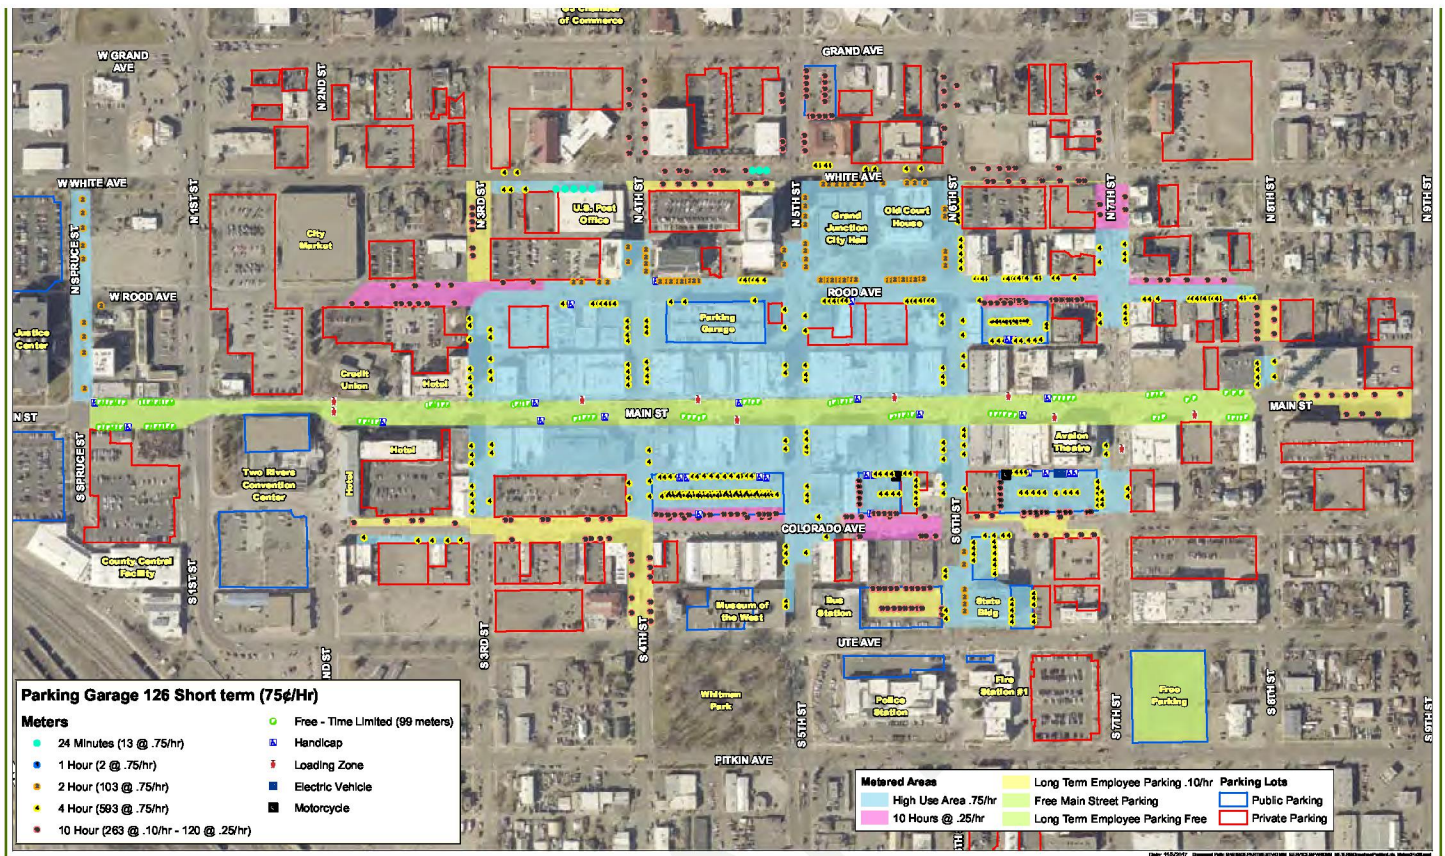 of Commerce
W GRAND
AVE
GRAND AVE
N 2ND ST
W WHITE AVE
N 1ST ST
N 3RD ST
U.S. Post
Office
N 4TH ST
WHITE AVE
N 5TH ST
Grand
Junction
City Hall
Old Court
House
N 6TH ST
N 7TH ST
N 8TH ST
N 9TH ST
City
Market
N SPRUCE ST
W ROOD AVE
ROOD AVE
Justice
Center
Parking
Garage
Credit
Union
Hotel
N ST
MAIN ST
MAIN ST
Avalon
Theatre
Hotel
Hotel
S SPRUCE ST
Two Rivers
Convention
Center
COLORADO AVE
S 6TH ST
County Central
Facility
S 1ST ST
Museum of
the West
Bus
Station
State
Bldg
S 3RD ST
S 4TH ST
UTE AVE
ND ST
Whitman
Park
S 5TH ST
Police
Station
Fire
Station #1
S 7TH ST
Free
Parking
S 8TH ST
S 9TH ST
PITKIN AVE
Parking Garage 126 Short term (75¢/Hr)
Meters
24 Minutes (13 @ .75/hr)
1 Hour (2 @ .75/hr)
2 Hour (103 @ .75/hr)
4 Hour (593 @ .75/hr)
10 Hour (263 @ .10/hr - 120 @ .25/hr)
Free - Time Limited (99 meters)
Handicap
Loading Zone
Electric Vehicle
Motorcycle
Metered Areas
High Use Area .75/hr
10 Hours @ .25/hr
Long Term Employee Parking .10/hr
Free Main Street Parking
Long Term Employee Parking Free
Parking Lots
Public Parking
Private Parking